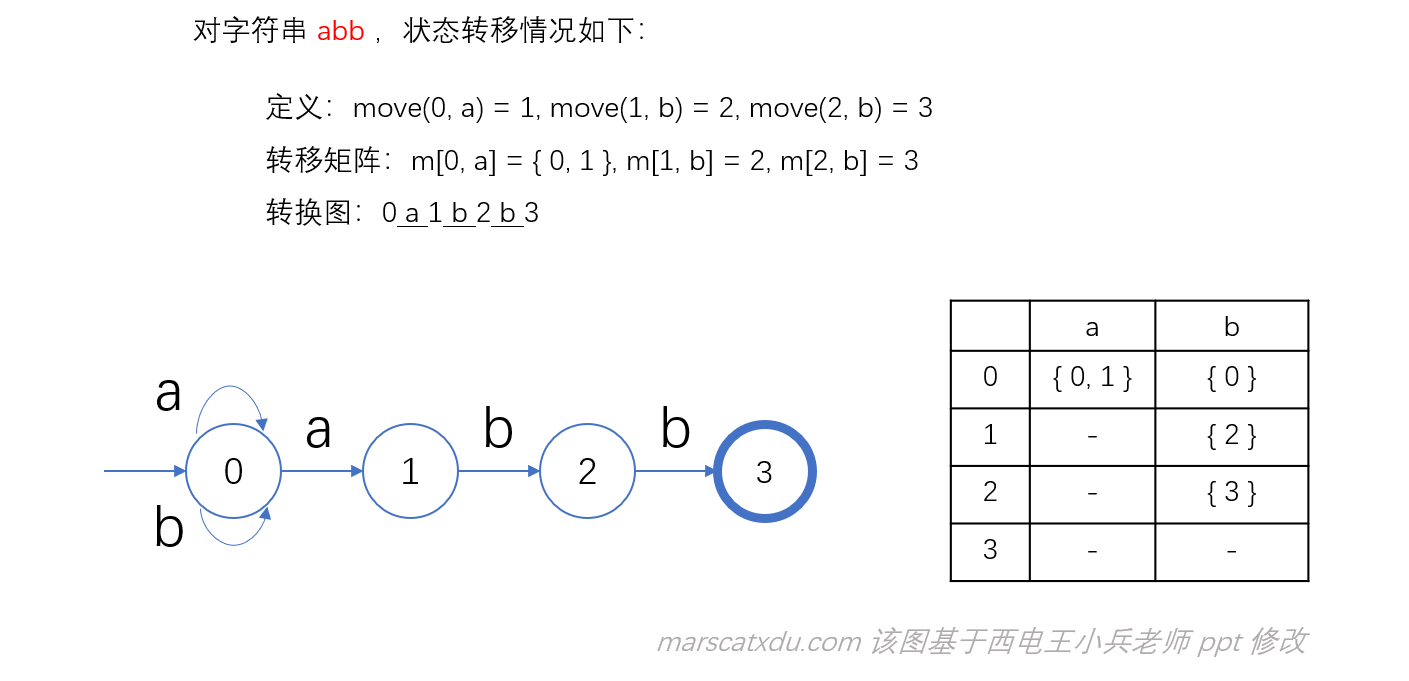 对字符串 abb ， 状态转移情况如下：
定义：move(0, a) = 1, move(1, b) = 2, move(2, b) = 3
转移矩阵：m[0, a] = { 0, 1 }, m[1, b] = 2, m[2, b] = 3
转换图：0 a 1 b 2 b 3
a b
0 { 0, 1 } { 0 }
1 - { 2 }
2 - { 3 }
3 - -
a
a b b
0 1 2 3
b
marscatxdu.com 该图基于西电王小兵老师 ppt 修改